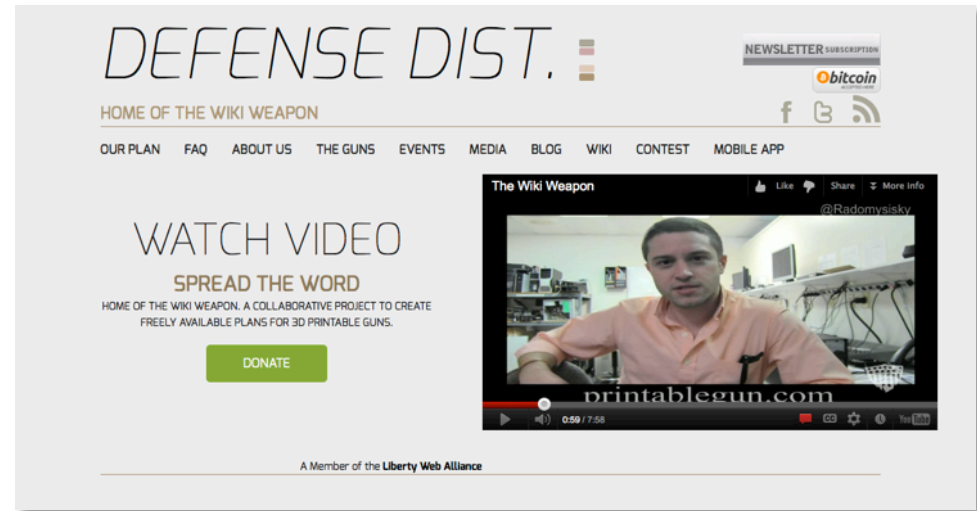 DEFENSE DIST.
NEWSLETTER SUBSCRIPTION
bitcoin
ACCEPTED HERE
HOME OF THE WIKI WEAPON
OUR PLAN FAQ ABOUT US THE GUNS EVENTS MEDIA BLOG WIKI CONTEST MOBILE APP
The Wiki Weapon Like Share More info
@Radomysisky
WATCH VIDEO
SPREAD THE WORD
HOME OF THE WIKI WEAPON. A COLLABORATIVE PROJECT TO CREATE
FREELY AVAILABLE PLANS FOR 3D PRINTABLE GUNS.
DONATE
printablegun.com
0:59 / 7:58 CC YouTube
A Member of the Liberty Web Alliance